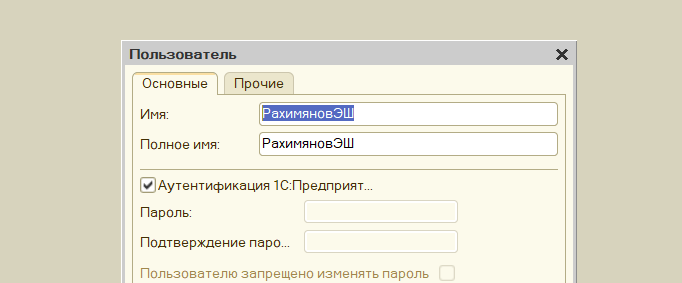 Пользователь
Основные Прочие
Имя: РахимяновЭШ
Полное имя: РахимяновЭШ
Аутентификация 1С:Предприят...
Пароль:
Подтверждение паро...
Пользователю запрещено изменять пароль